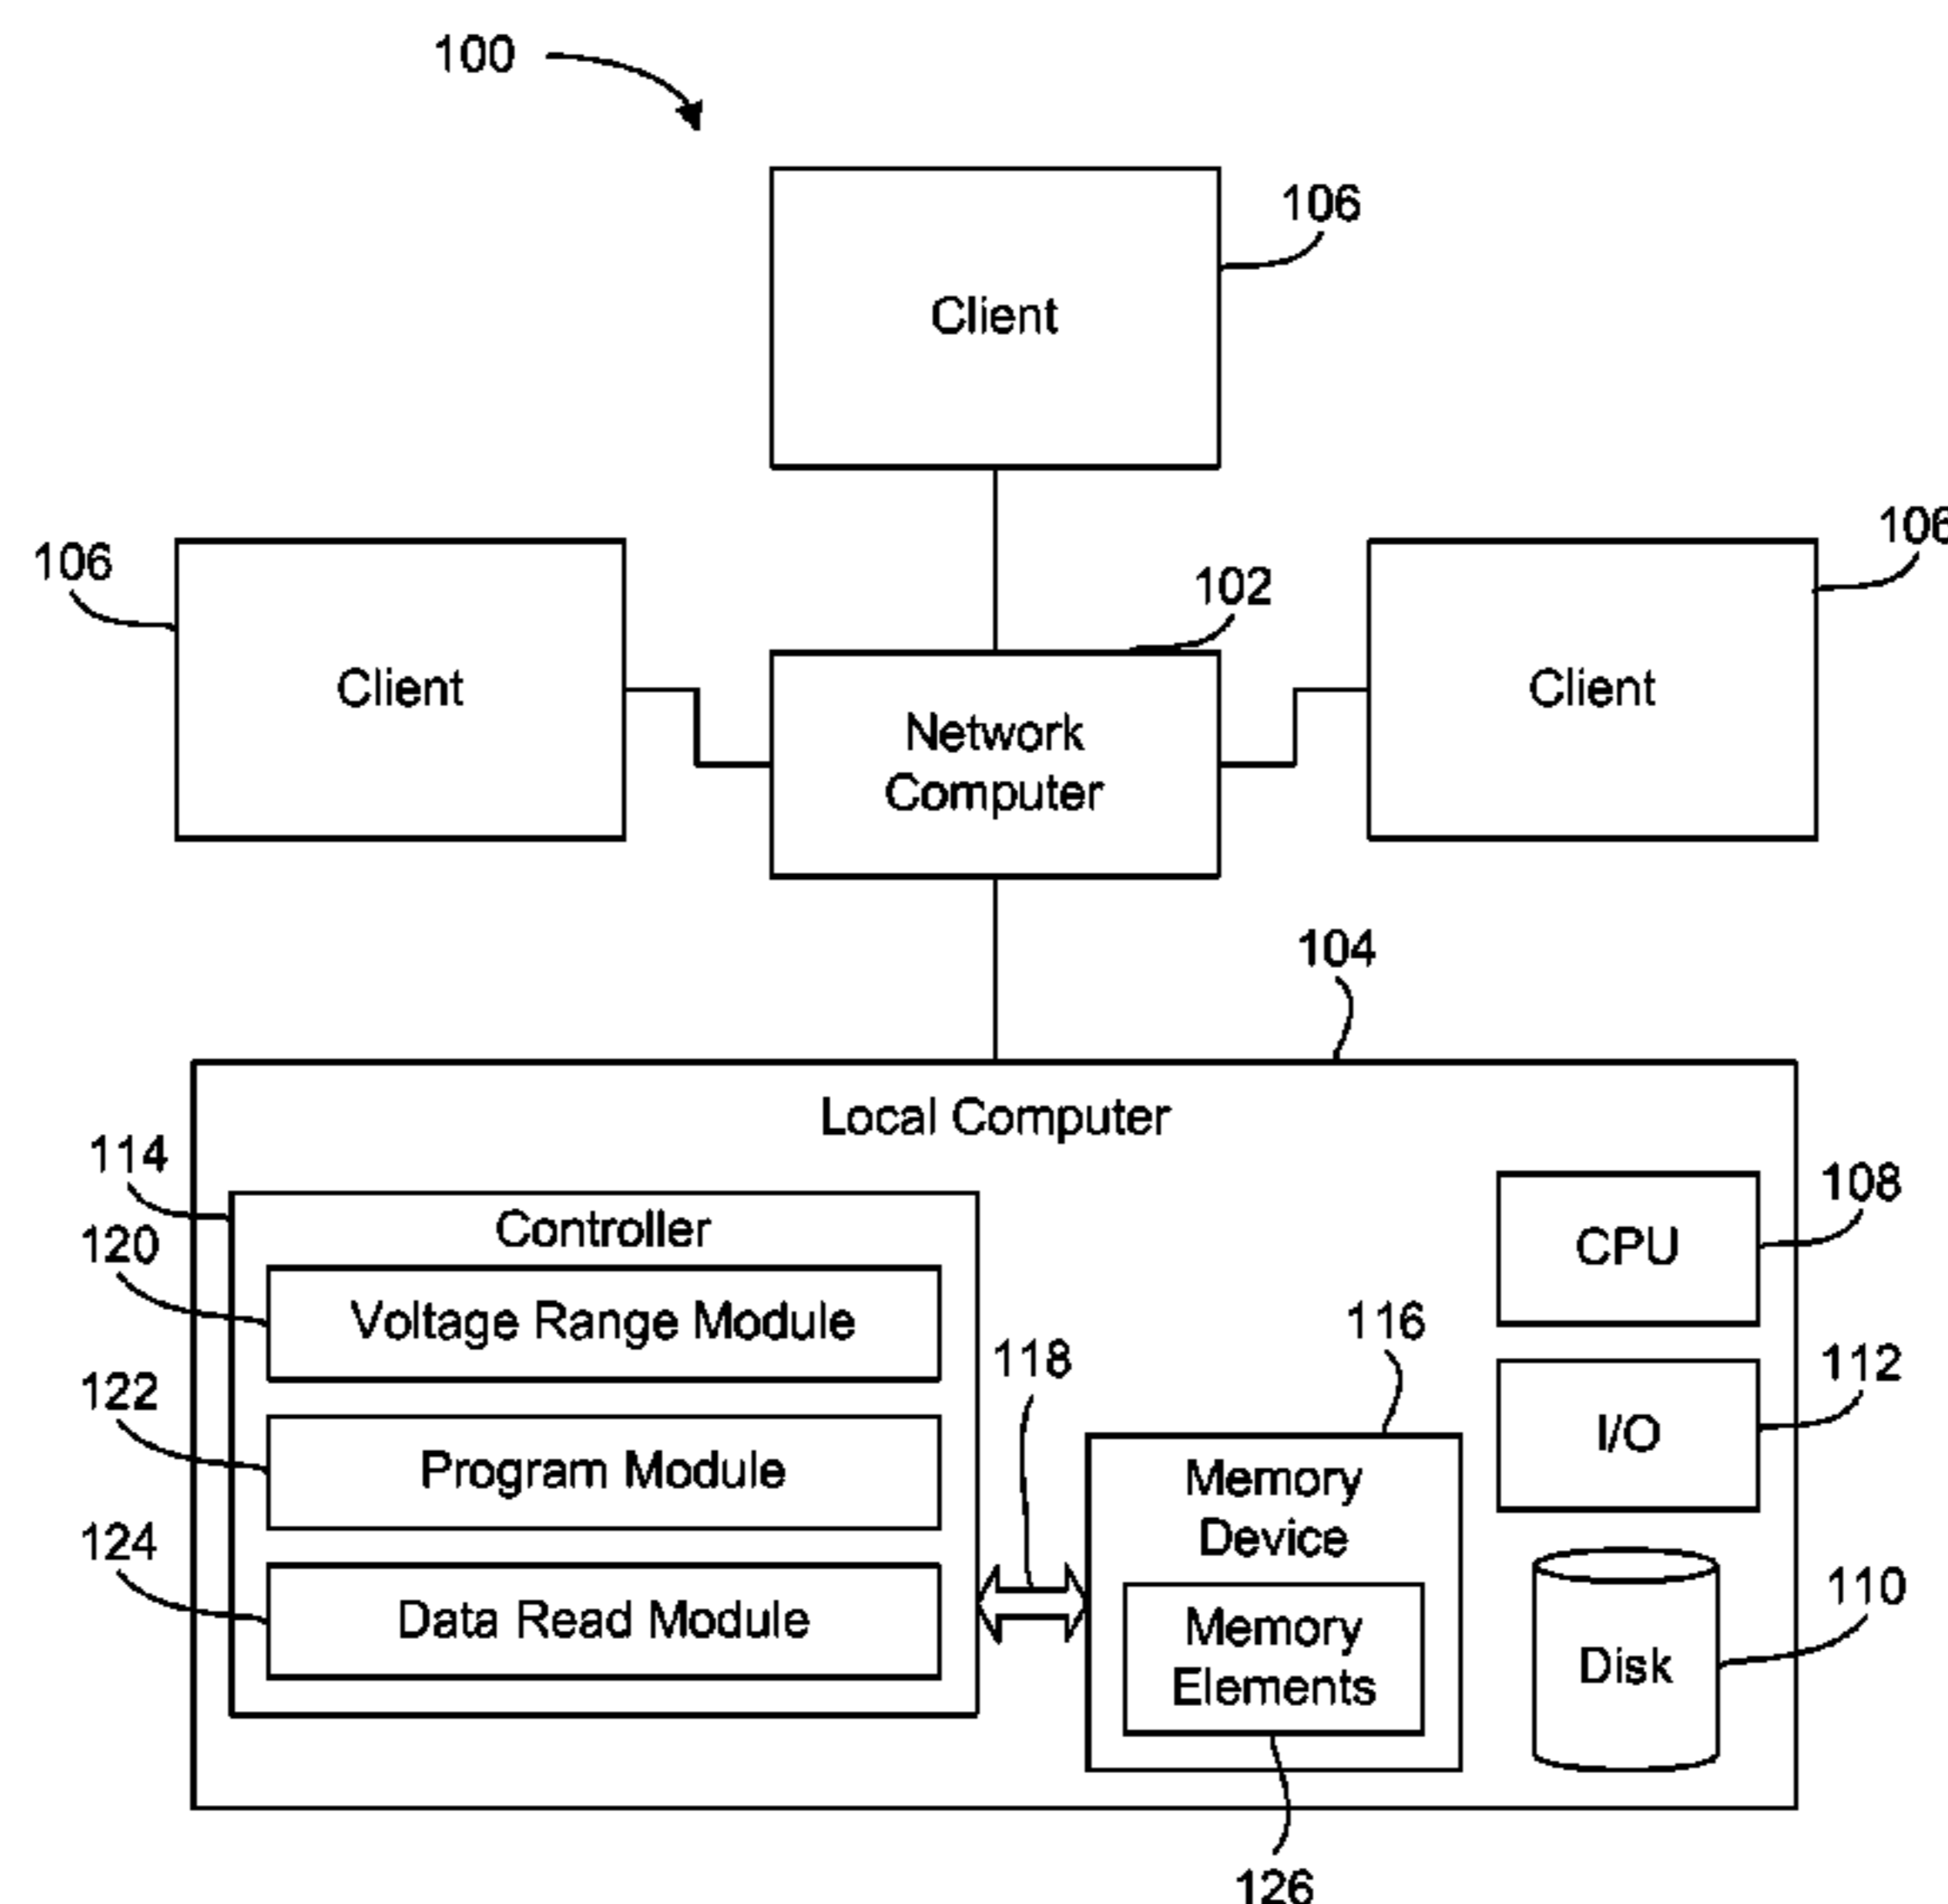 100
106
Client
106
106
102
Client
Network
Computer
Client
104
Local Computer
114
Controller
108
CPU
120
Voltage Range Module
116
118
112
I/O
122
Program Module
Memory
Device
124
Data Read Module
110
Disk
Memory
Elements
126